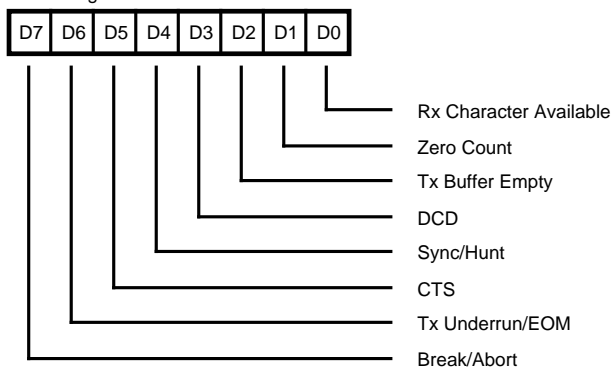 D7 D6 D5 D4 D3 D2 D1 D0
Rx Character Available
Zero Count
Tx Buffer Empty
DCD
Sync/Hunt
CTS
Tx Underrun/EOM
Break/Abort